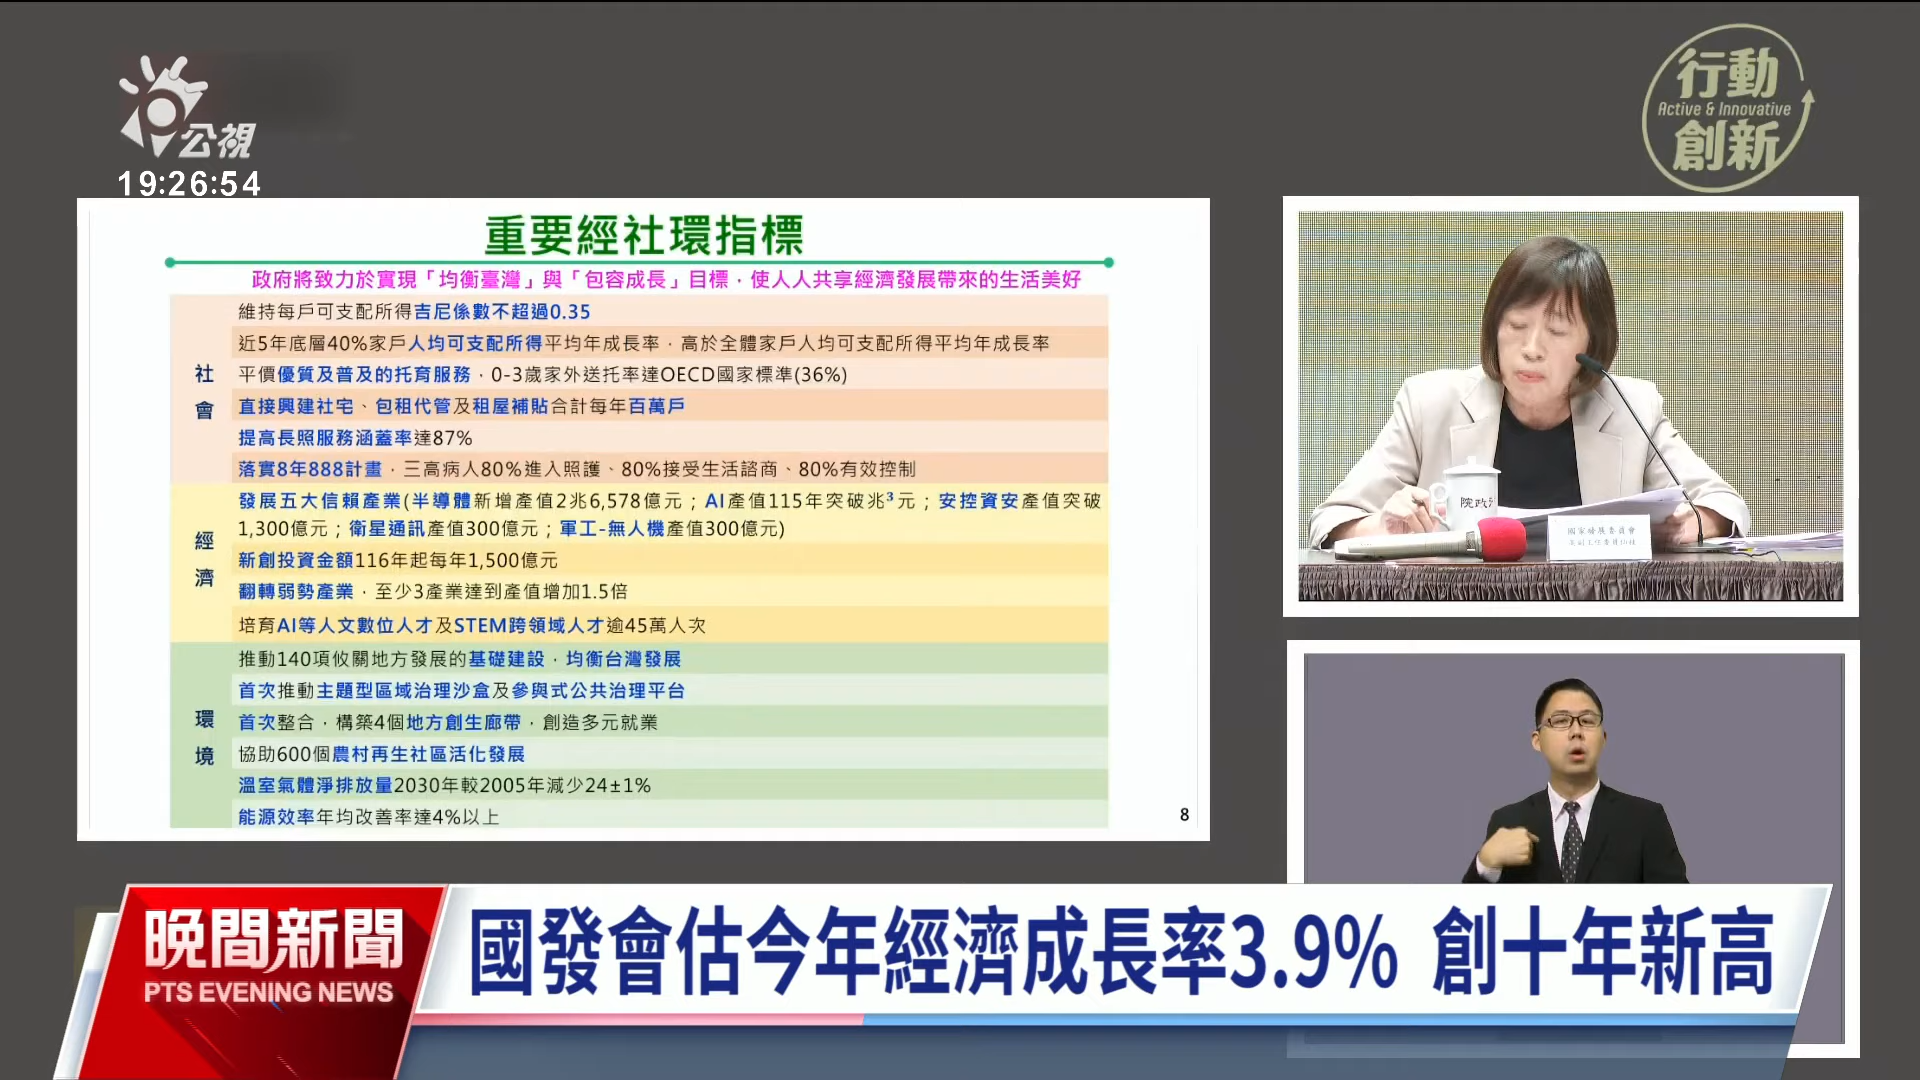 公視
19:26:54
行動
Active & Innovative
創新
重要經社環指標
政府將致力於實現「均衡臺灣」與「包容成長」目標，使人人共享經濟發展帶來的生活美好
社會
維持每戶可支配所得吉尼係數不超過0.35
近5年底層40%家戶人均可支配所得平均年成長率，高於全體家戶人均可支配所得平均年成長率
平價優質及普及的托育服務，0-3歲家外送托率達OECD國家標準(36%)
直接興建社宅、包租代管及租屋補貼合計每年百萬戶
提高長照服務涵蓋率達87%
落實8年888計畫，三高病人80%進入照護、80%接受生活諮商、80%有效控制
經濟
發展五大信賴產業(半導體新增產值2兆6,578億元；AI產值115年突破兆³元；安控資安產值突破
1,300億元；衛星通訊產值300億元；軍工-無人機產值300億元)
新創投資金額116年起每年1,500億元
翻轉弱勢產業，至少3產業達到產值增加1.5倍
培育AI等人文數位人才及STEM跨領域人才逾45萬人次
環境
推動140項攸關地方發展的基礎建設，均衡台灣發展
首次推動主題型區域治理沙盒及參與式公共治理平台
首次整合，構築4個地方創生廊帶，創造多元就業
協助600個農村再生社區活化發展
溫室氣體淨排放量2030年較2005年減少24±1%
能源效率年均改善率達4%以上
8
院政
國家發展委員會
晚間新聞
PTS EVENING NEWS
國發會估今年經濟成長率3.9% 創十年新高